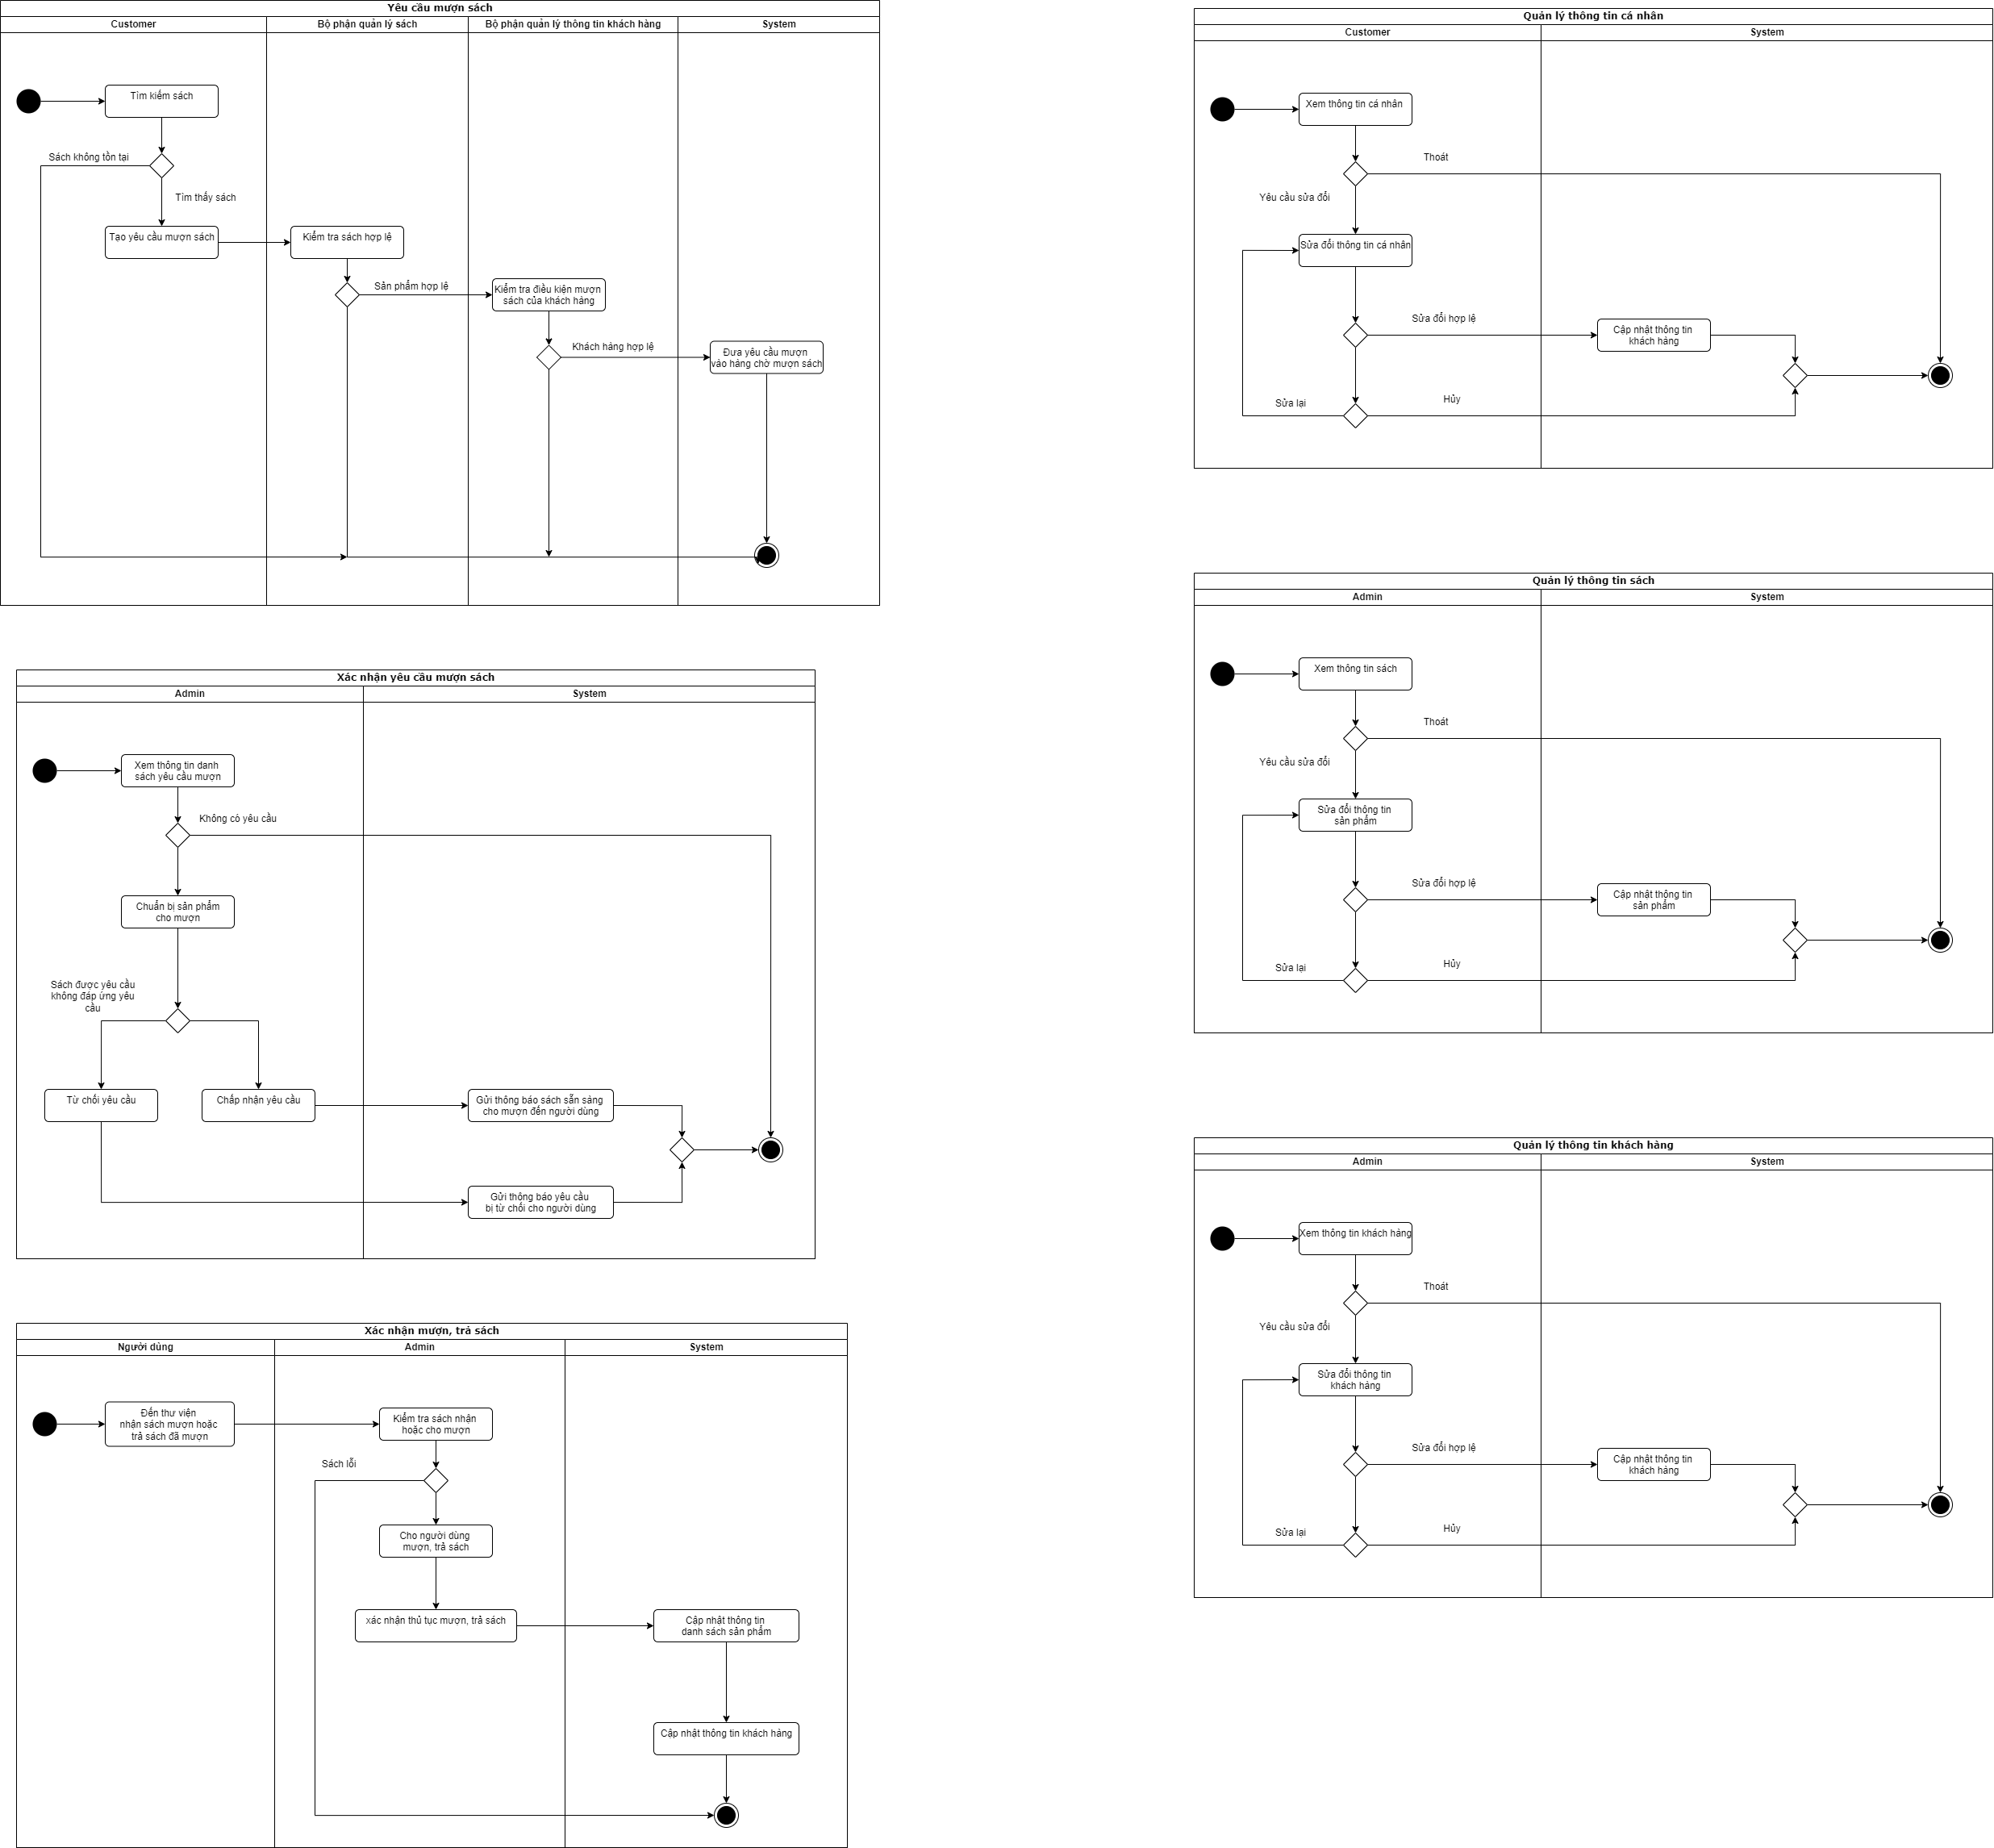 Yêu cầu mượn sách
Customer
Bộ phận quản lý sách
Bộ phận quản lý thông tin khách hàng
System
Tìm kiếm sách
Sách không tồn tại
Tìm thấy sách
Tạo yêu cầu mượn sách
Kiểm tra sách hợp lệ
Sản phẩm hợp lệ
Kiểm tra điều kiện mượn
sách của khách hàng
Khách hàng hợp lệ
Đưa yêu cầu mượn
vào hàng chờ mượn sách
Xác nhận yêu cầu mượn sách
Admin
System
Xem thông tin danh
sách yêu cầu mượn
Không có yêu cầu
Chuẩn bị sản phẩm
cho mượn
Sách được yêu cầu
không đáp ứng yêu
cầu
Từ chối yêu cầu
Chấp nhận yêu cầu
Gửi thông báo sách sẵn sàng
cho mượn đến người dùng
Gửi thông báo yêu cầu
bị từ chối cho người dùng
Xác nhận mượn, trả sách
Người dùng
Admin
System
Đến thư viện
nhận sách mượn hoặc
trả sách đã mượn
Kiểm tra sách nhận
hoặc cho mượn
Sách lỗi
Cho người dùng
mượn, trả sách
xác nhận thủ tục mượn, trả sách
Cập nhật thông tin
danh sách sản phẩm
Cập nhật thông tin khách hàng
Quản lý thông tin cá nhân
Customer
System
Xem thông tin cá nhân
Thoát
Yêu cầu sửa đổi
Sửa đổi thông tin cá nhân
Sửa đổi hợp lệ
Cập nhật thông tin
khách hàng
Sửa lại
Hủy
Quản lý thông tin sách
Admin
System
Xem thông tin sách
Thoát
Yêu cầu sửa đổi
Sửa đổi thông tin
sản phẩm
Sửa đổi hợp lệ
Cập nhật thông tin
sản phẩm
Sửa lại
Hủy
Quản lý thông tin khách hàng
Admin
System
Xem thông tin khách hàng
Thoát
Yêu cầu sửa đổi
Sửa đổi thông tin
khách hàng
Sửa đổi hợp lệ
Cập nhật thông tin
khách hàng
Sửa lại
Hủy